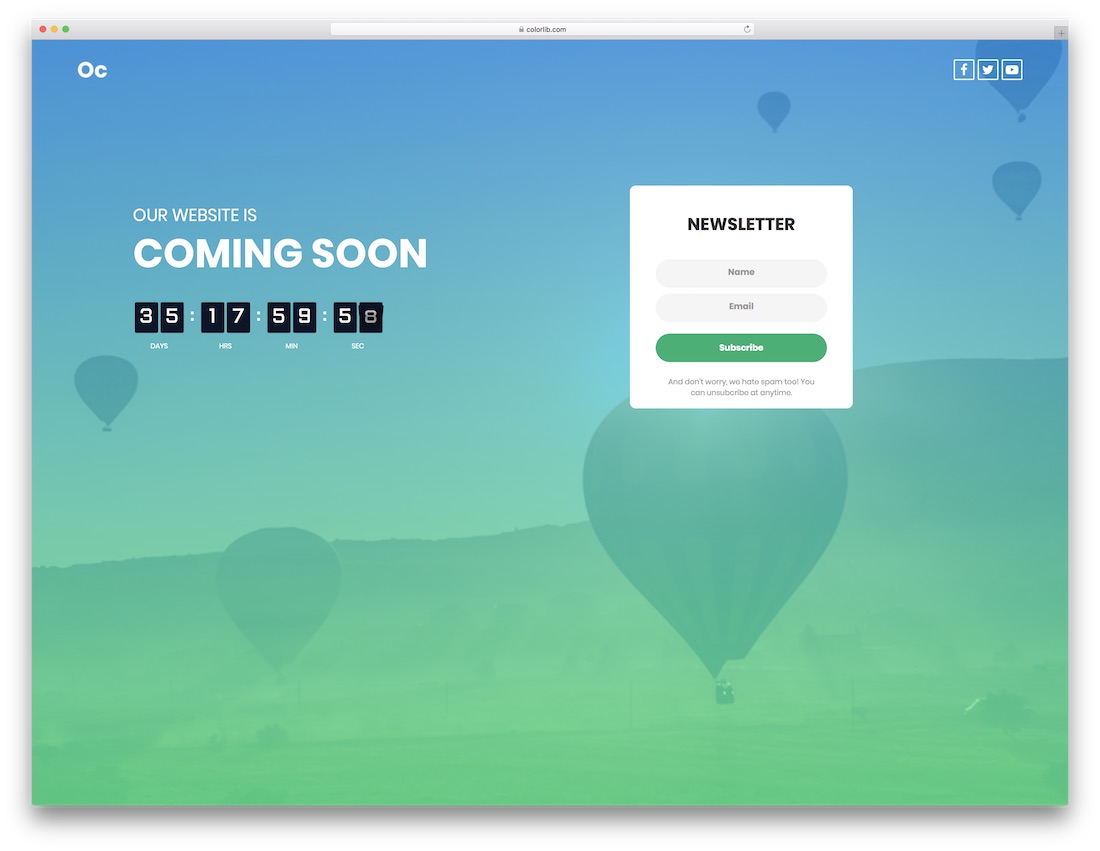 colorlib.com
Oc
OUR WEBSITE IS
COMING SOON
35 : 17 : 59 : 58
DAYS HRS MIN SEC
NEWSLETTER
Name
Email
Subscribe
And don't worry, we hate spam too! You
can unsubcribe at anytime.